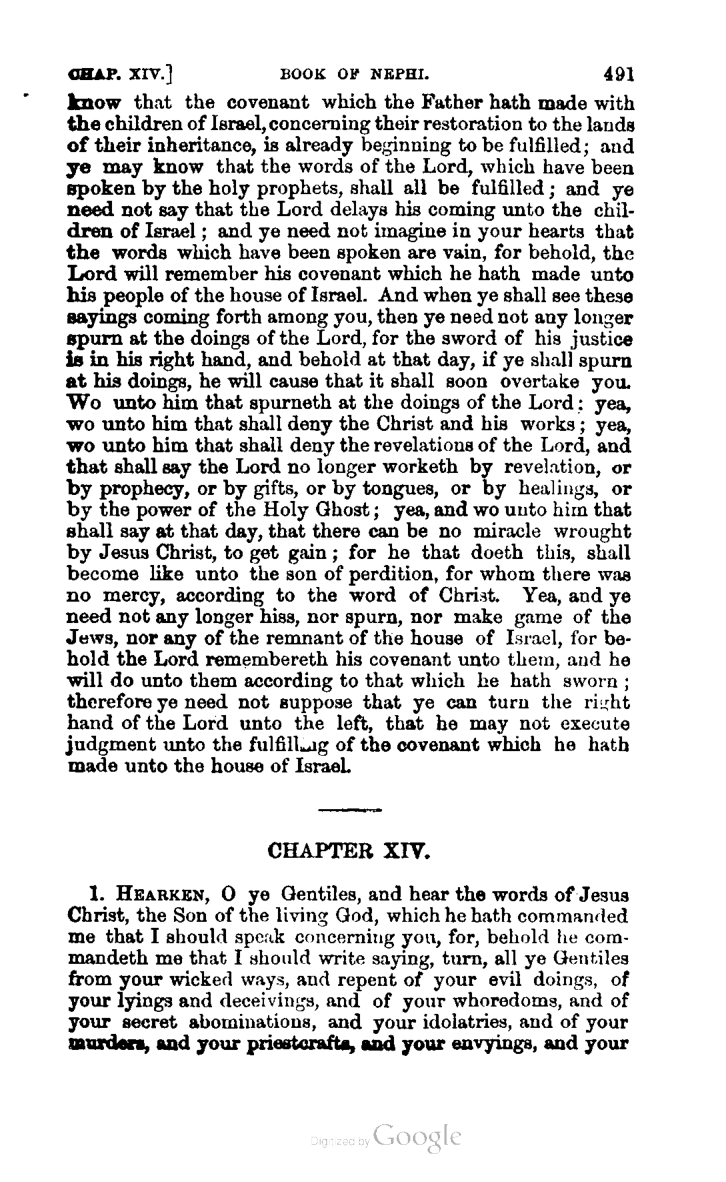 CHAP. XIV.] BOOK OF NEPHI. 491
know that the covenant which the Father hath made with
the children of Israel, concerning their restoration to the lands
of their inheritance, is already beginning to be fulfilled; and
ye may know that the words of the Lord, which have been
spoken by the holy prophets, shall all be fulfilled; and ye
need not say that the Lord delays his coming unto the chil-
dren of Israel; and ye need not imagine in your hearts that
the words which have been spoken are vain, for behold, the
Lord will remember his covenant which he hath made unto
his people of the house of Israel. And when ye shall see these
sayings coming forth among you, then ye need not any longer
spurn at the doings of the Lord, for the sword of his justice
is in his right hand, and behold at that day, if ye shall spurn
at his doings, he will cause that it shall soon overtake you.
Wo unto him that spurneth at the doings of the Lord; yea,
wo unto him that shall deny the Christ and his works; yea,
wo unto him that shall deny the revelations of the Lord, and
that shall say the Lord no longer worketh by revelation, or
by prophecy, or by gifts, or by tongues, or by healings, or
by the power of the Holy Ghost; yea, and wo unto him that
shall say at that day, that there can be no miracle wrought
by Jesus Christ, to get gain; for he that doeth this, shall
become like unto the son of perdition, for whom there was
no mercy, according to the word of Christ. Yea, and ye
need not any longer hiss, nor spurn, nor make game of the
Jews, nor any of the remnant of the house of Israel, for be-
hold the Lord remembereth his covenant unto them, and he
will do unto them according to that which he hath sworn;
therefore ye need not suppose that ye can turn the right
hand of the Lord unto the left, that he may not execute
judgment unto the fulfilling of the covenant which he hath
made unto the house of Israel.
CHAPTER XIV.
1. HEARKEN, O ye Gentiles, and hear the words of Jesus
Christ, the Son of the living God, which he hath commanded
me that I should speak concerning you, for, behold he com-
mandeth me that I should write saying, turn, all ye Gentiles
from your wicked ways, and repent of your evil doings, of
your lyings and deceivings, and of your whoredoms, and of
your secret abominations, and your idolatries, and of your
murders, and your priestcrafts, and your envyings, and your
Digitized by Google